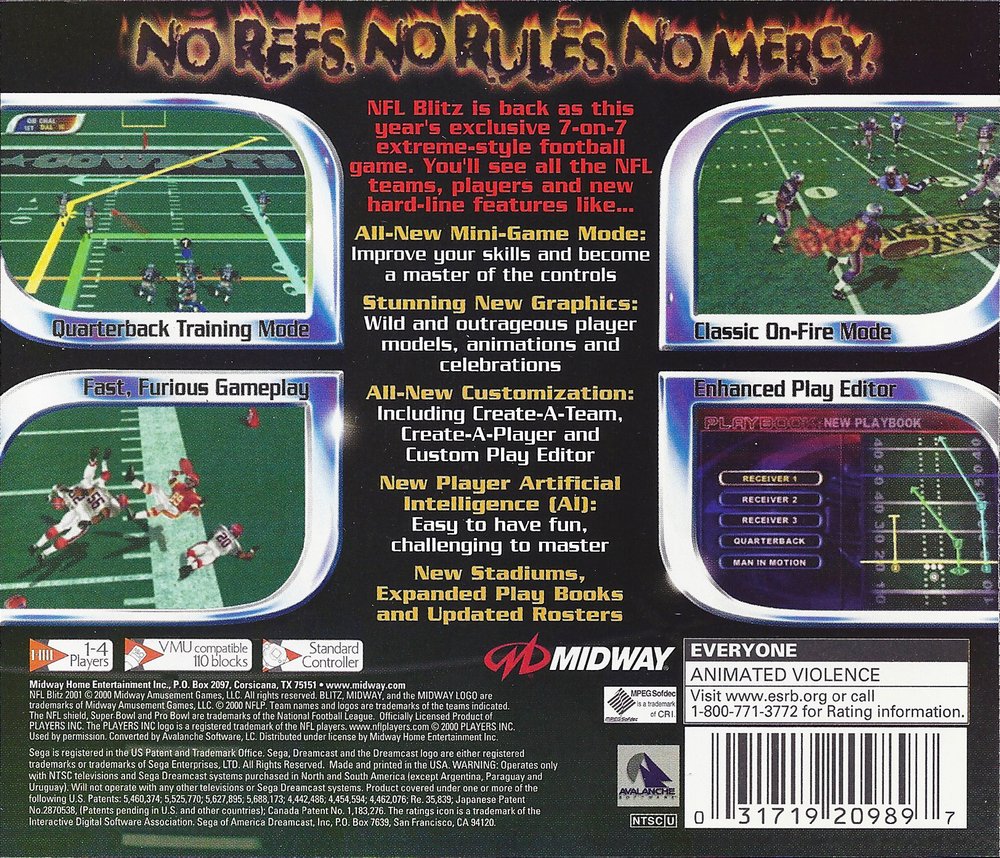 NO REFS. NO RULES. NO MERCY.
NFL Blitz is back as this
year's exclusive 7-on-7
extreme-style football
game. You'll see all the NFL
teams, players and new
hard-line features like...
All-New Mini-Game Mode:
Improve your skills and become
a master of the controls
Stunning New Graphics:
Wild and outrageous player
models, animations and
celebrations
All-New Customization:
Including Create-A-Team,
Create-A-Player and
Custom Play Editor
New Player Artificial
Intelligence (AI):
Easy to have fun,
challenging to master
New Stadiums,
Expanded Play Books
and Updated Rosters
Quarterback Training Mode
Classic On-Fire Mode
20
Fast, Furious Gameplay
20
Enhanced Play Editor
PLAYBOOK: NEW PLAYBOOK
RECEIVER 1
RECEIVER 2
RECEIVER 3
QUARTERBACK
MAN IN MOTION
1-4
Players
VMU compatible
110 blocks
Standard
Controller
MIDWAY
EVERYONE
ANIMATED VIOLENCE
Visit www.esrb.org or call
1-800-771-3772 for Rating information.
Midway Home Entertainment Inc., P.O. Box 2097, Corsicana, TX 75151 • www.midway.com
NFL Blitz 2001 © 2000 Midway Amusement Games, LLC. All rights reserved. BLITZ, MIDWAY, and the MIDWAY LOGO are
trademarks of Midway Amusement Games, LLC. © 2000 NFLP. Team names and logos are trademarks of the teams indicated.
The NFL shield, Super Bowl and Pro Bowl are trademarks of the National Football League. Officially Licensed Product of
PLAYERS INC. The PLAYERS INC logo is a registered trademark of the NFL players. www.nflplayers.com © 2000 PLAYERS INC.
Used by permission. Converted by Avalanche Software, LC. Distributed under license by Midway Home Entertainment Inc.
MPEG Sofdec
is a trademark
of CRI.
MPEG Sofdec
Sega is registered in the US Patent and Trademark Office. Sega, Dreamcast and the Dreamcast logo are either registered
trademarks or trademarks of Sega Enterprises, LTD. All Rights Reserved. Made and printed in the USA. WARNING: Operates only
with NTSC televisions and Sega Dreamcast systems purchased in North and South America (except Argentina, Paraguay and
Uruguay). Will not operate with any other televisions or Sega Dreamcast systems. Product covered under one or more of the
following U.S. Patents: 5,460,374; 5,525,770; 5,627,895; 5,688,173; 4,442,486; 4,454,594; 4,462,076; Re. 35,839; Japanese Patent
No.2870538, (Patents pending in U.S. and other countries); Canada Patent No. 1,183,276. The ratings icon is a trademark of the
Interactive Digital Software Association. Sega of America Dreamcast, Inc, P.O. Box 7639, San Francisco, CA 94120.
AVALANCHE
SOFTWARE
NTSC U
0 31719 20989 7